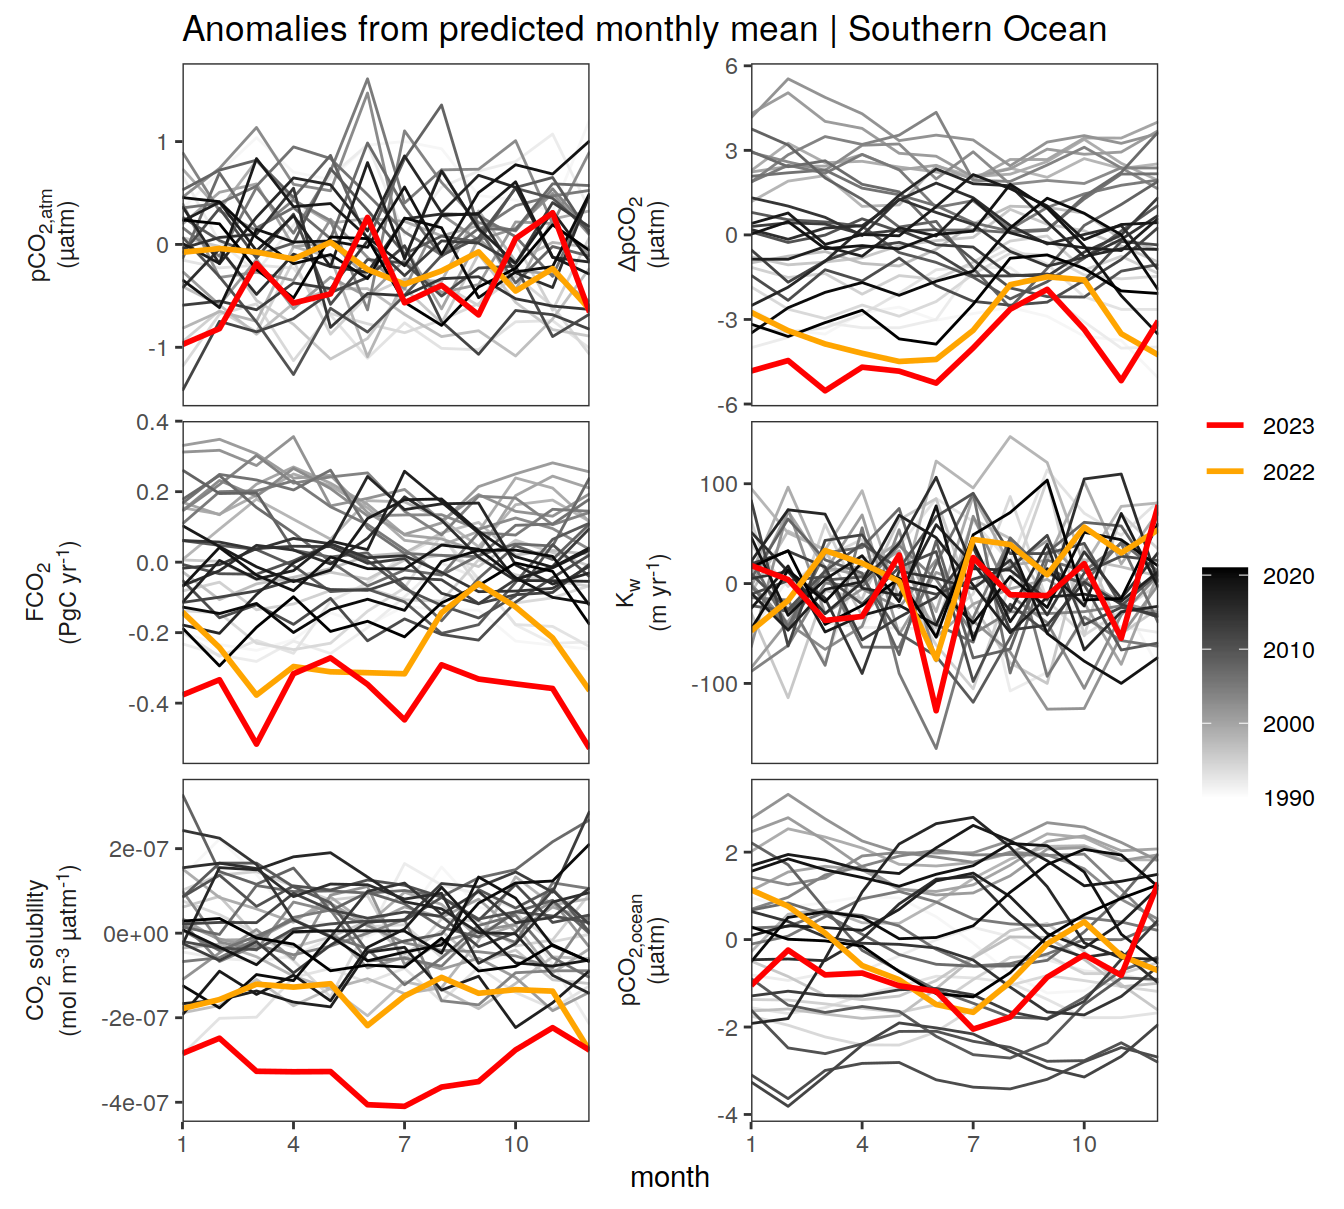 Anomalies from predicted monthly mean | Southern Ocean
pCO2,atm
(µatm)
1
0
-1
ΔpCO2
(µatm)
6
3
0
-3
-6
FCO2
(PgC yr-1)
0.4
0.2
0.0
-0.2
-0.4
Kw
(m yr-1)
100
0
-100
CO2 solubility
(mol m-3 µatm-1)
2e-07
0e+00
-2e-07
-4e-07
1
4
7
10
pCO2,ocean
(µatm)
2
0
-2
-4
1
4
7
10
month
2023
2022
2020
2010
2000
1990